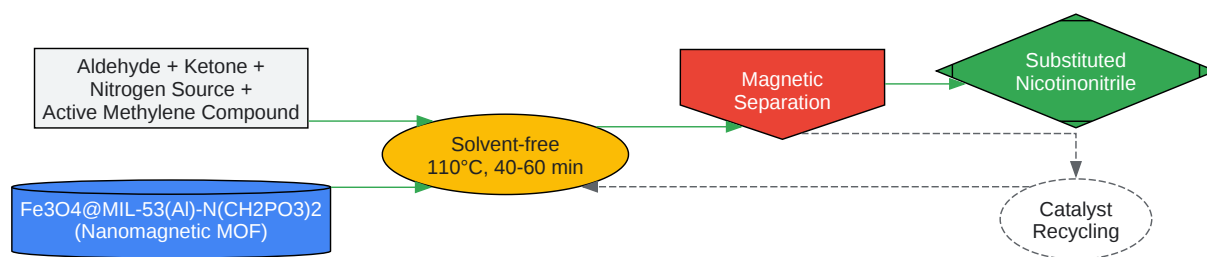 Aldehyde + Ketone +
Nitrogen Source +
Active Methylene Compound
Fe3O4@MIL-53(Al)-N(CH2PO3)2
(Nanomagnetic MOF)
Solvent-free
110°C, 40-60 min
Magnetic
Separation
Substituted
Nicotinonitrile
Catalyst
Recycling